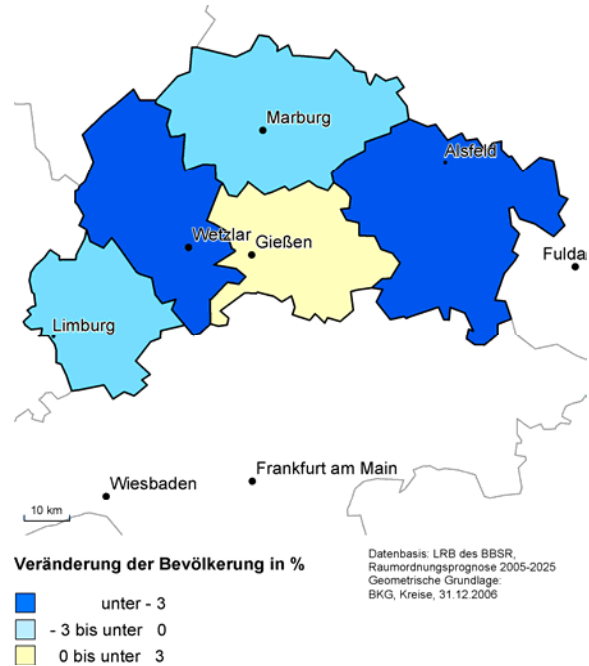 Marburg
Alsfeld
Wetzlar
Gießen
Fulda
Limburg
Frankfurt am Main
Wiesbaden
10 km
Veränderung der Bevölkerung in %
unter - 3
- 3 bis unter 0
0 bis unter 3
Datenbasis: LRB des BBSR,
Raumordnungsprognose 2005-2025
Geometrische Grundlage:
BKG, Kreise, 31.12.2006